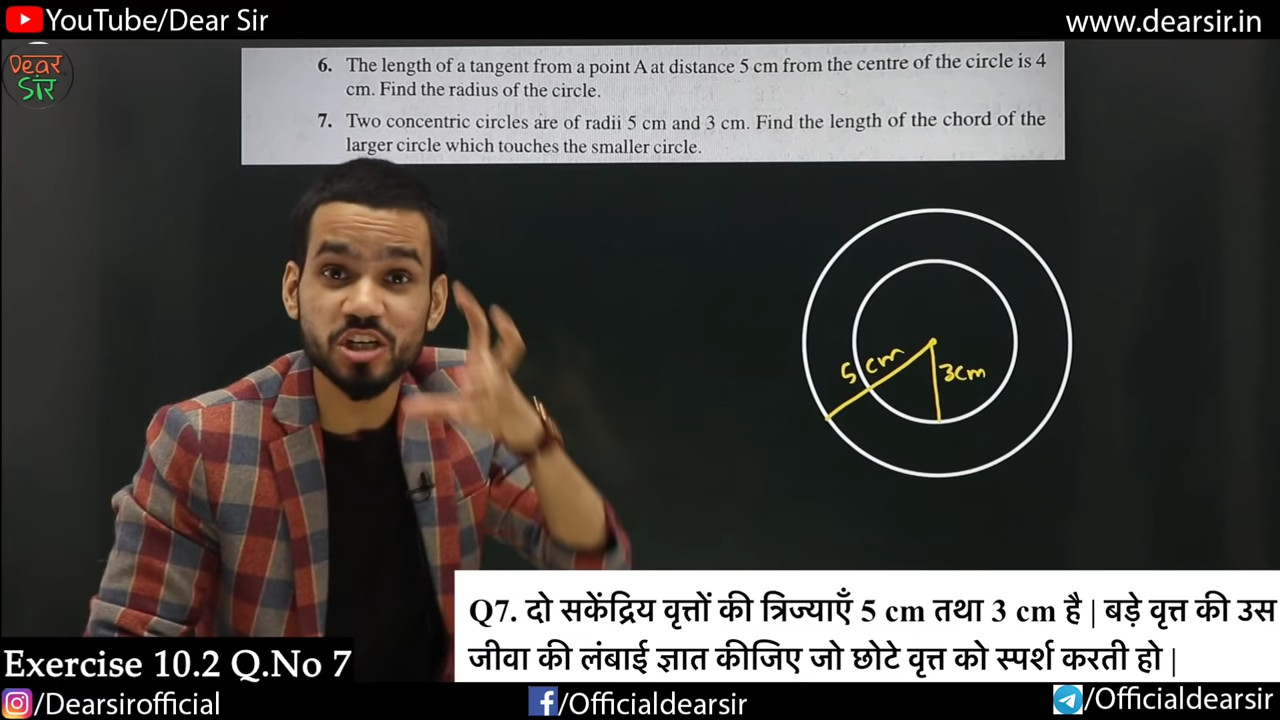 YouTube/Dear Sir
www.dearsir.in
Dear
सर
6. The length of a tangent from a point A at distance 5 cm from the centre of the circle is 4
cm. Find the radius of the circle.
7. Two concentric circles are of radii 5 cm and 3 cm. Find the length of the chord of the
larger circle which touches the smaller circle.
5 cm
3cm
Q7. दो सकेंद्रिय वृत्तों की त्रिज्याएँ 5 cm तथा 3 cm है | बड़े वृत्त की उस
जीवा की लंबाई ज्ञात कीजिए जो छोटे वृत्त को स्पर्श करती हो |
Exercise 10.2 Q.No 7
/Dearsirofficial
/Officialdearsir
/Officialdearsir